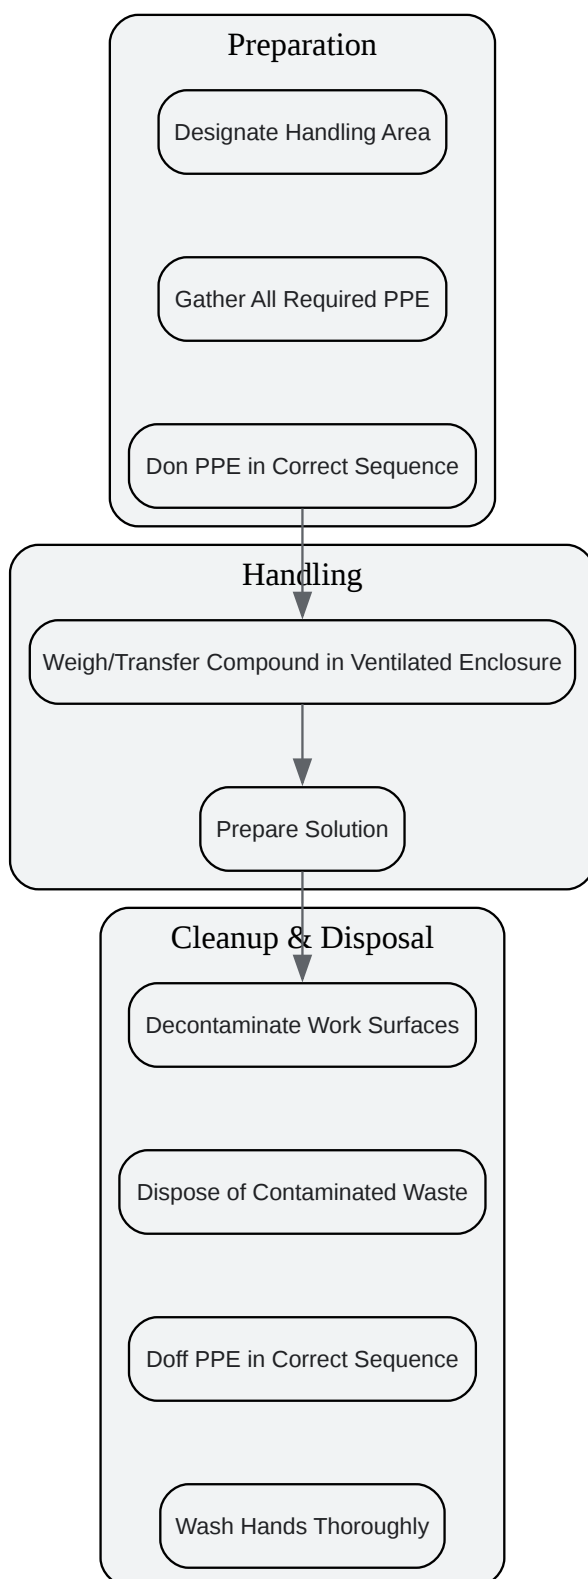 Preparation
Designate Handling Area
Gather All Required PPE
Don PPE in Correct Sequence
Handling
Weigh/Transfer Compound in Ventilated Enclosure
Prepare Solution
Cleanup & Disposal
Decontaminate Work Surfaces
Dispose of Contaminated Waste
Doff PPE in Correct Sequence
Wash Hands Thoroughly